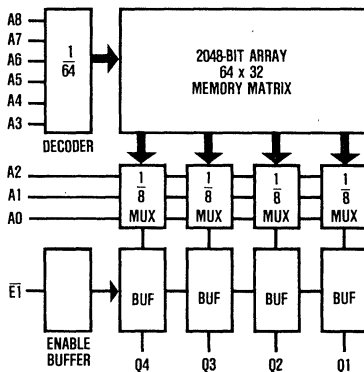 A8
A7
A6
A5
A4
A3
1
64
DECODER
2048-BIT ARRAY
64 x 32
MEMORY MATRIX
A2
A1
A0
1
8
MUX
1
8
MUX
1
8
MUX
1
8
MUX
E1
BUF
BUF
BUF
BUF
ENABLE
BUFFER
Q4
Q3
Q2
Q1